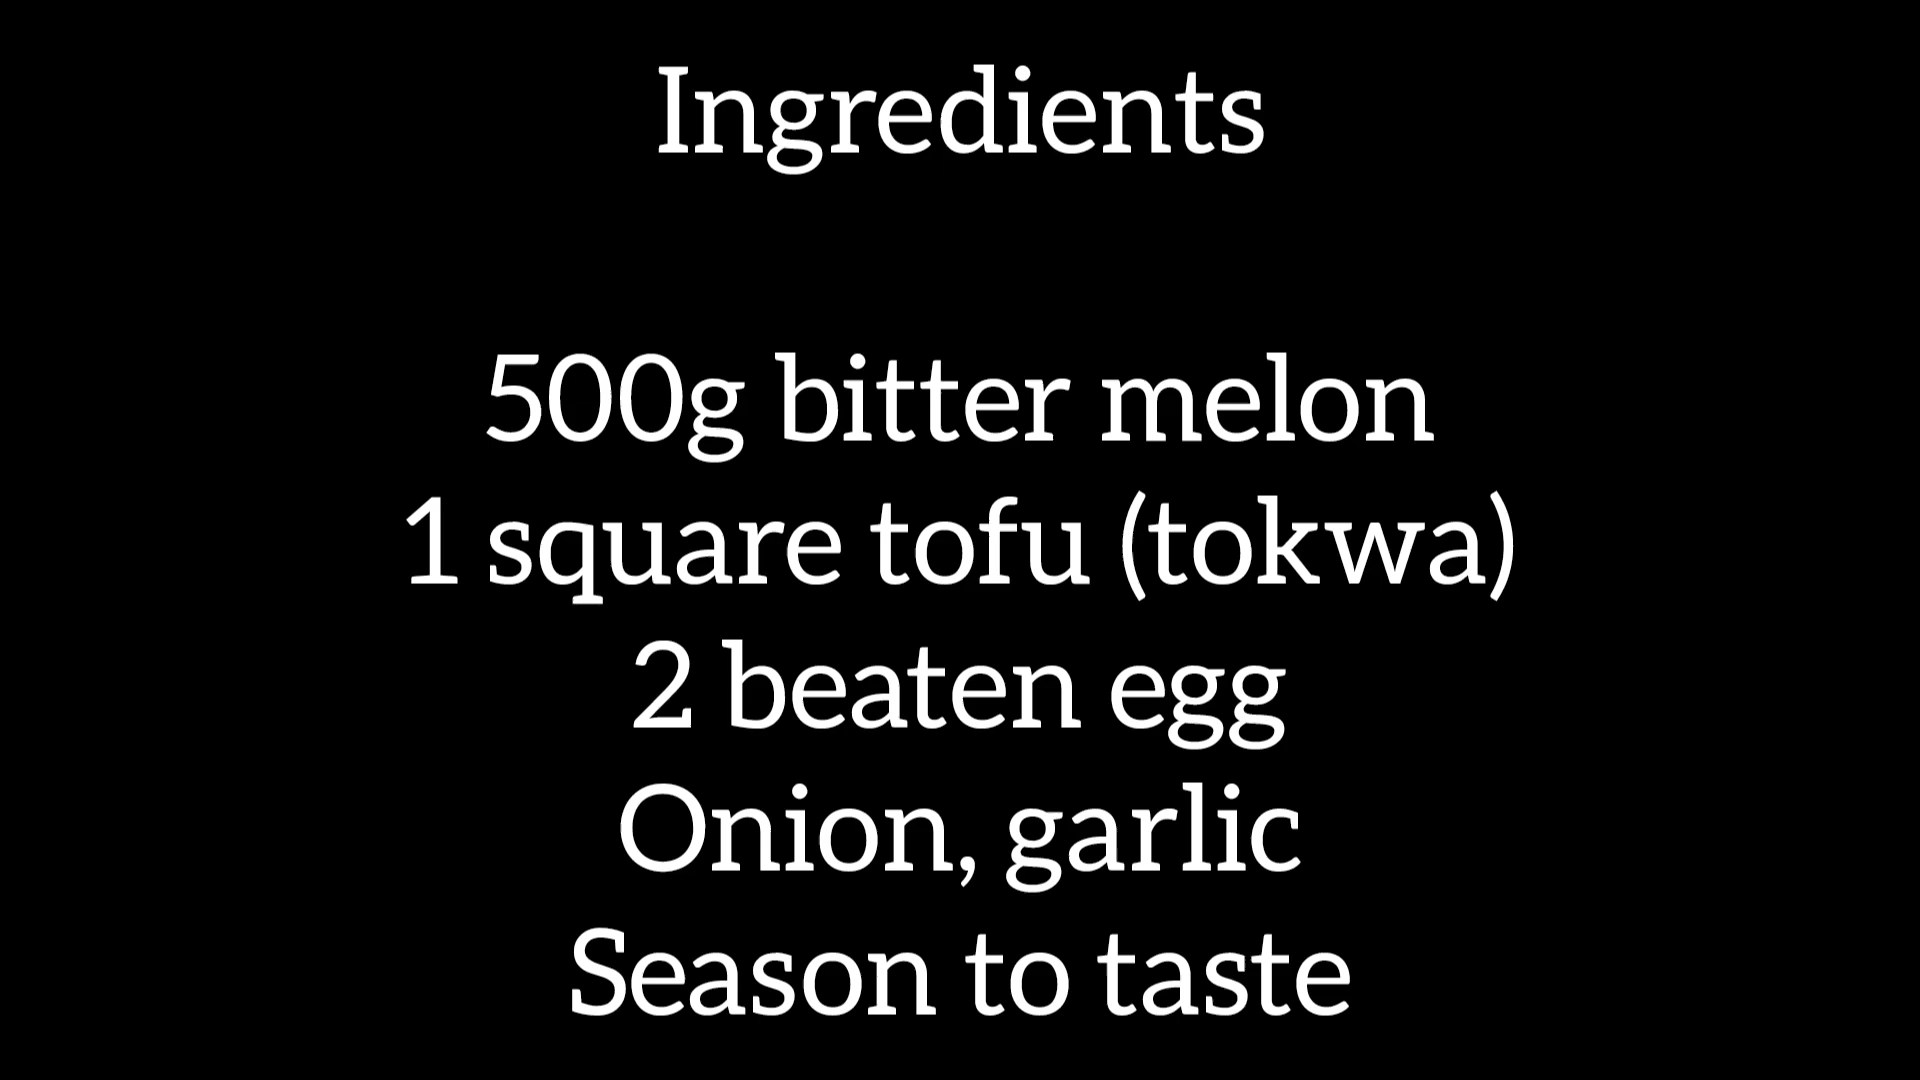 Ingredients
500g bitter melon
1 square tofu (tokwa)
2 beaten egg
Onion, garlic
Season to taste